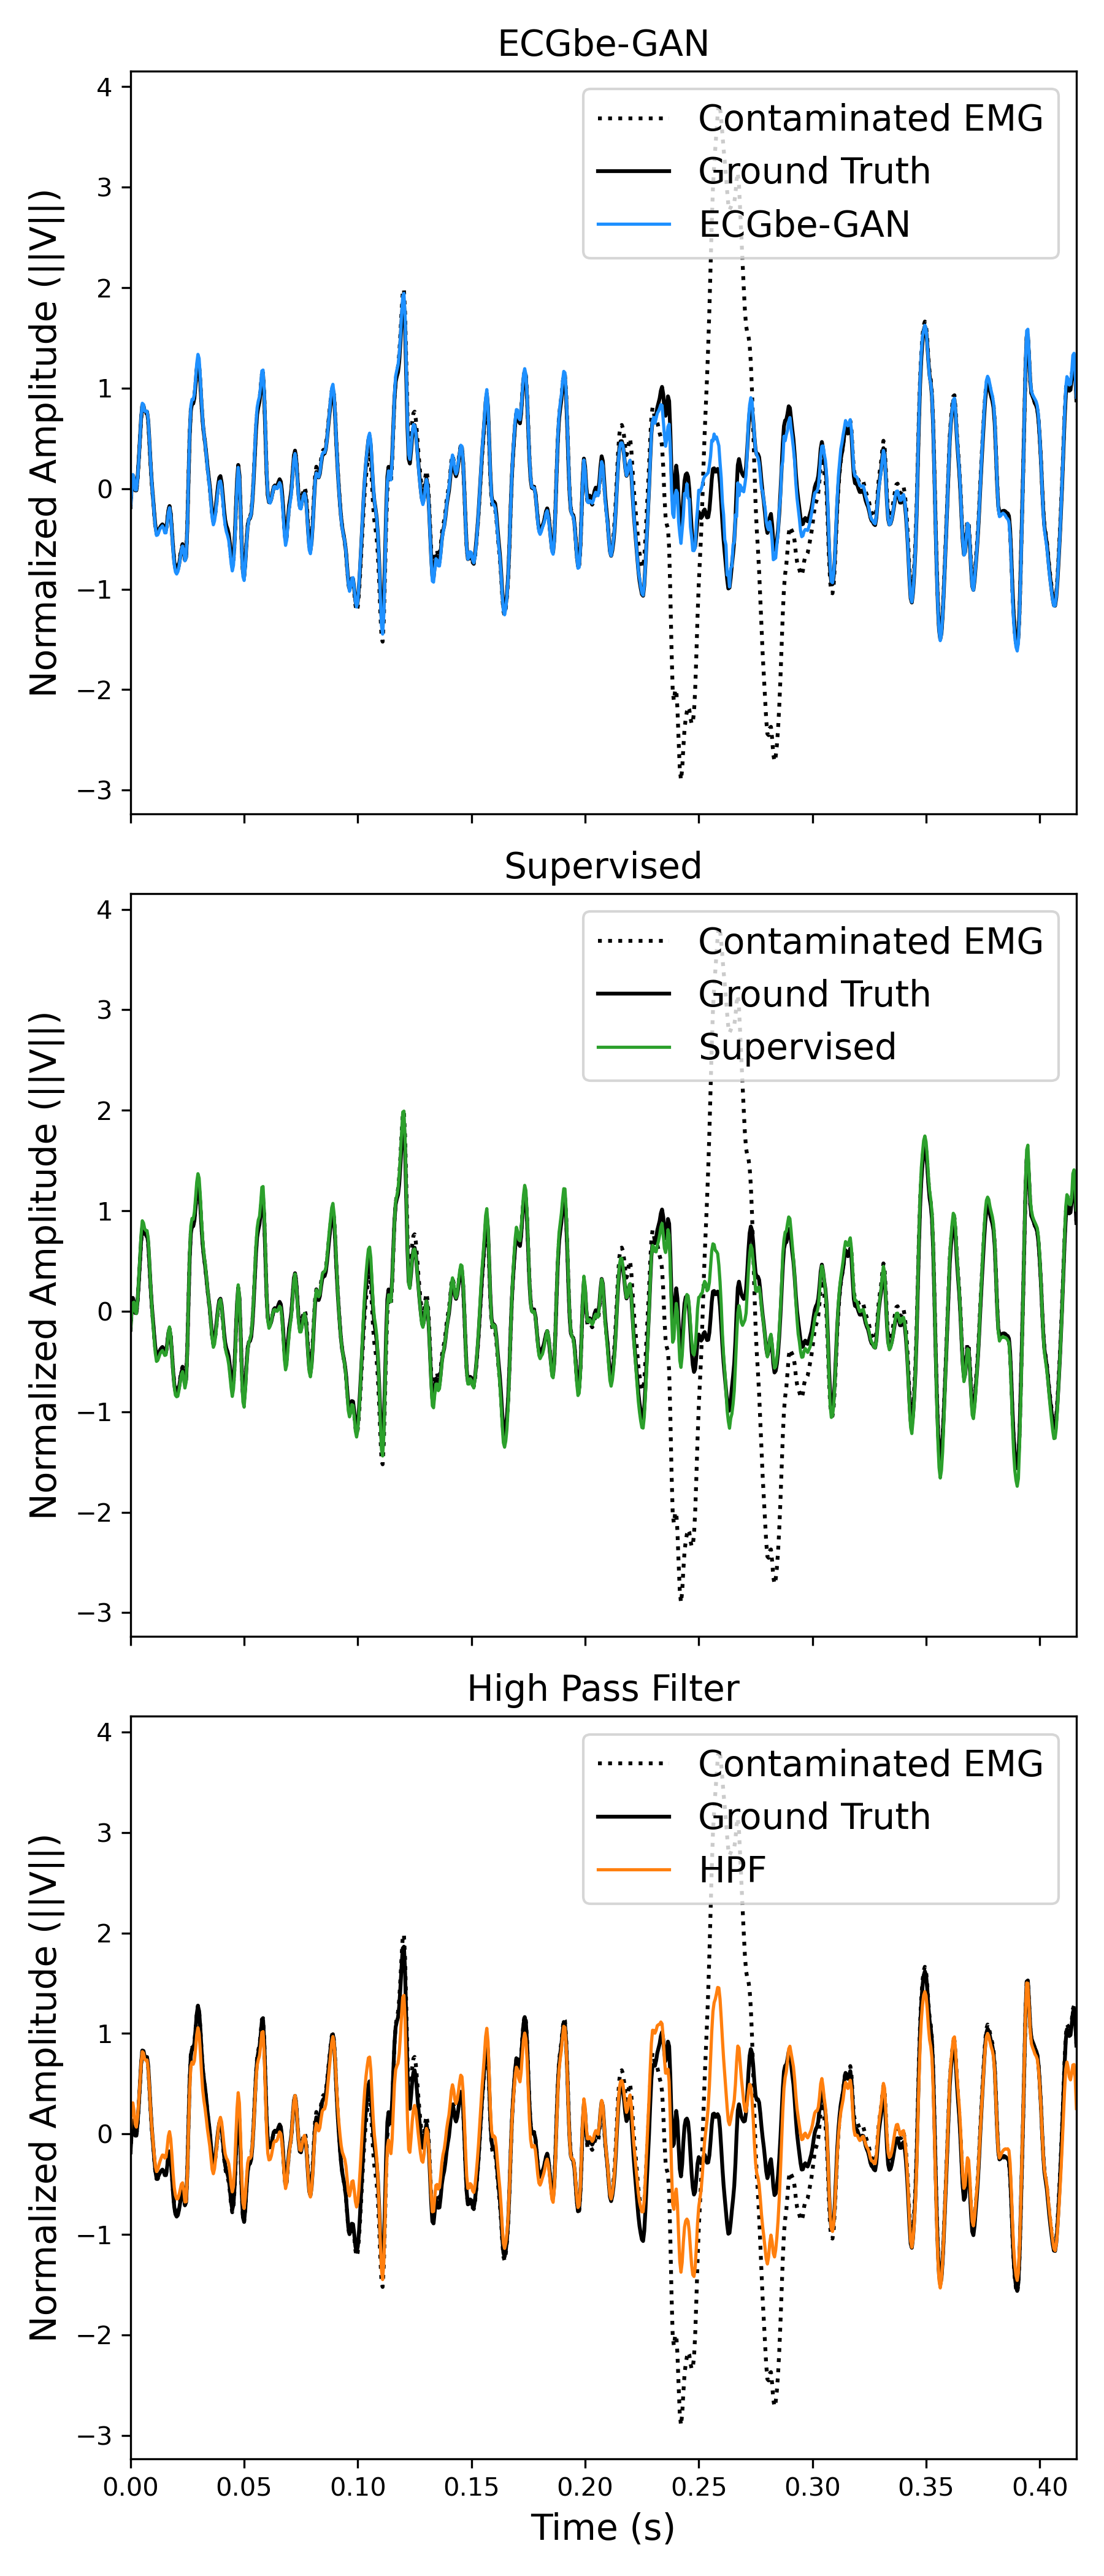 ECGbe-GAN
4
3
2
1
0
−1
−2
−3
Normalized Amplitude (||V||)
Contaminated EMG
Ground Truth
ECGbe-GAN
Supervised
4
3
2
1
0
−1
−2
−3
Normalized Amplitude (||V||)
Contaminated EMG
Ground Truth
Supervised
High Pass Filter
4
3
2
1
0
−1
−2
−3
Normalized Amplitude (||V||)
Contaminated EMG
Ground Truth
HPF
0.00 0.05 0.10 0.15 0.20 0.25 0.30 0.35 0.40
Time (s)